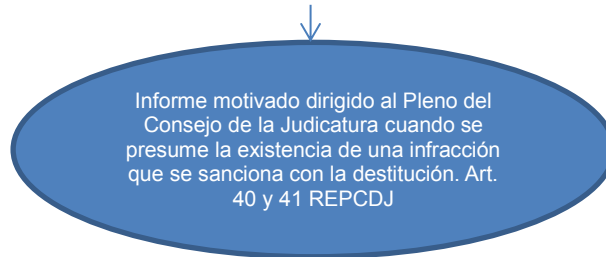 Informe motivado dirigido al Pleno del
Consejo de la Judicatura cuando se
presume la existencia de una infracción
que se sanciona con la destitución. Art.
40 y 41 REPCDJ